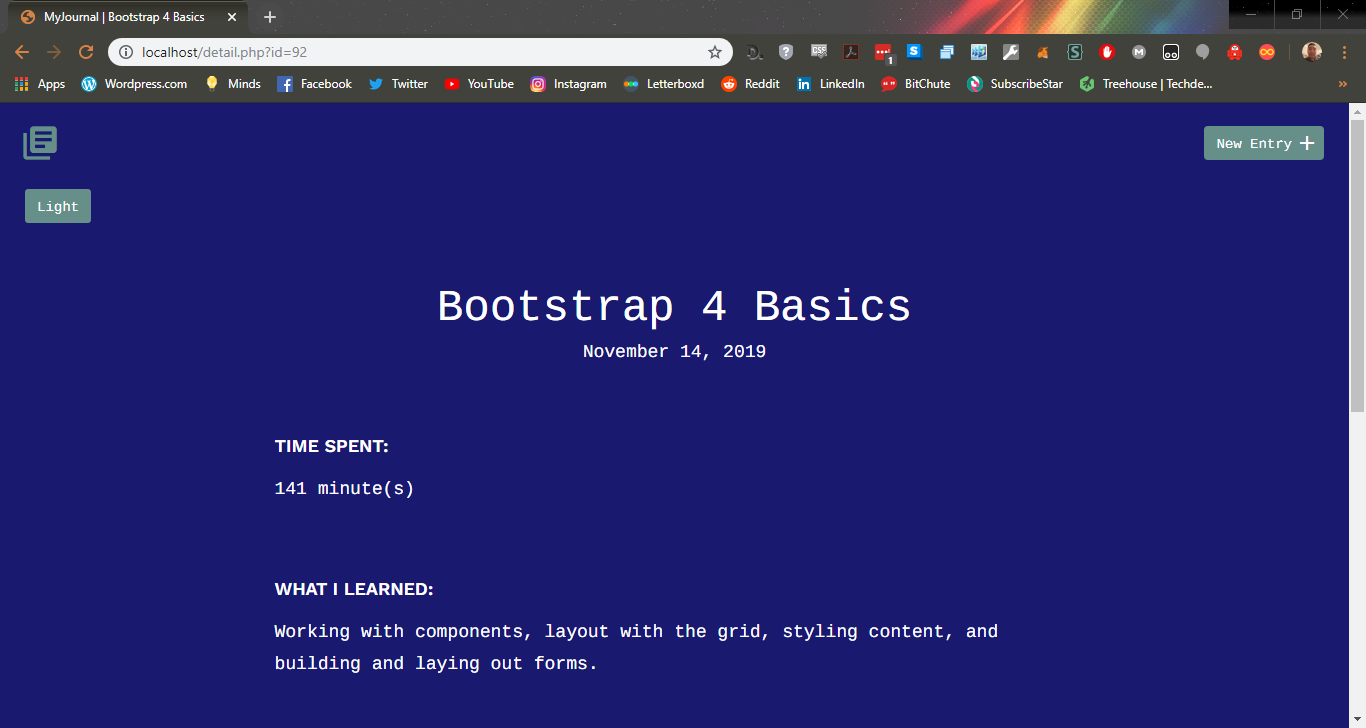 MyJournal | Bootstrap 4 Basics
localhost/detail.php?id=92
1
Apps Wordpress.com Minds Facebook Twitter YouTube Instagram Letterboxd Reddit LinkedIn BitChute SubscribeStar Treehouse | Techde...
New Entry +
Light
Bootstrap 4 Basics
November 14, 2019
TIME SPENT:
141 minute(s)
WHAT I LEARNED:
Working with components, layout with the grid, styling content, and
building and laying out forms.